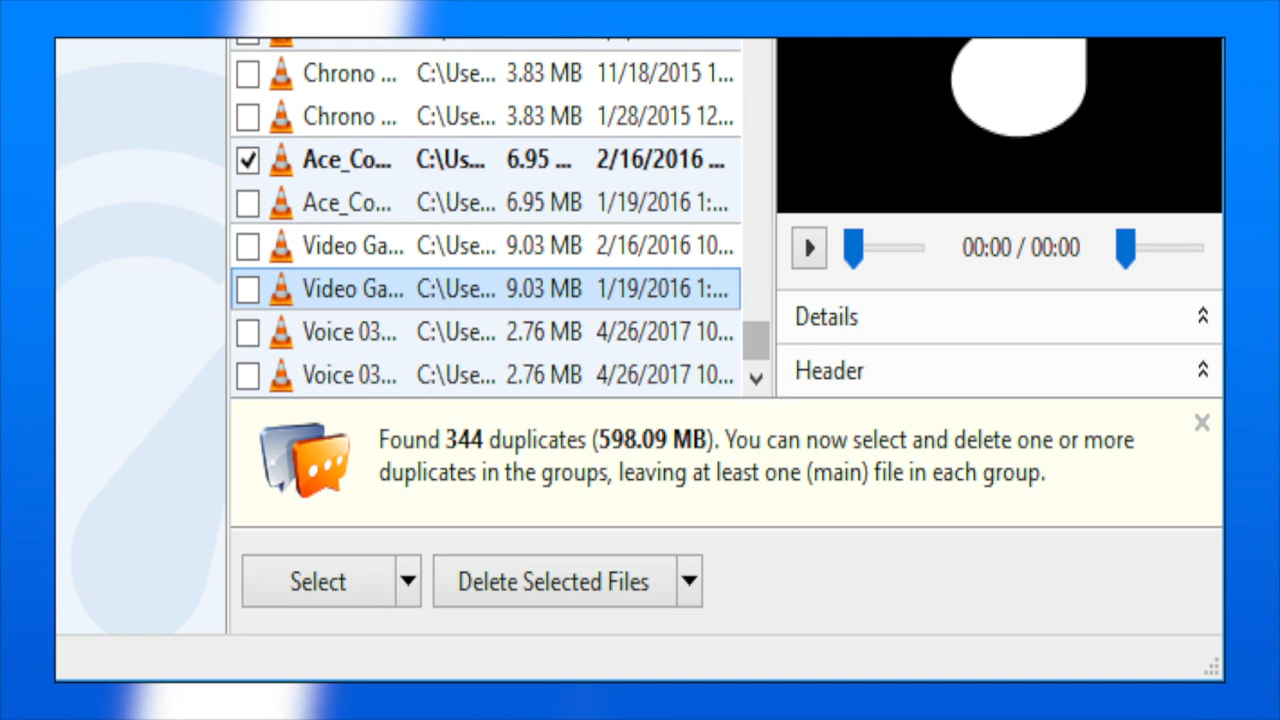 Chrono ... C:\Use... 3.83 MB 11/18/2015 1...
Chrono ... C:\Use... 3.83 MB 1/28/2015 12...
Ace_Co... C:\Us... 6.95 ... 2/16/2016 ...
Ace_Co... C:\Use... 6.95 MB 1/19/2016 1:...
Video Ga... C:\Use... 9.03 MB 2/16/2016 10...
Video Ga... C:\Use... 9.03 MB 1/19/2016 1:...
Voice 03... C:\Use... 2.76 MB 4/26/2017 10...
Voice 03... C:\Use... 2.76 MB 4/26/2017 10...
00:00 / 00:00
Details
Header
Found 344 duplicates (598.09 MB). You can now select and delete one or more
duplicates in the groups, leaving at least one (main) file in each group.
Select
Delete Selected Files